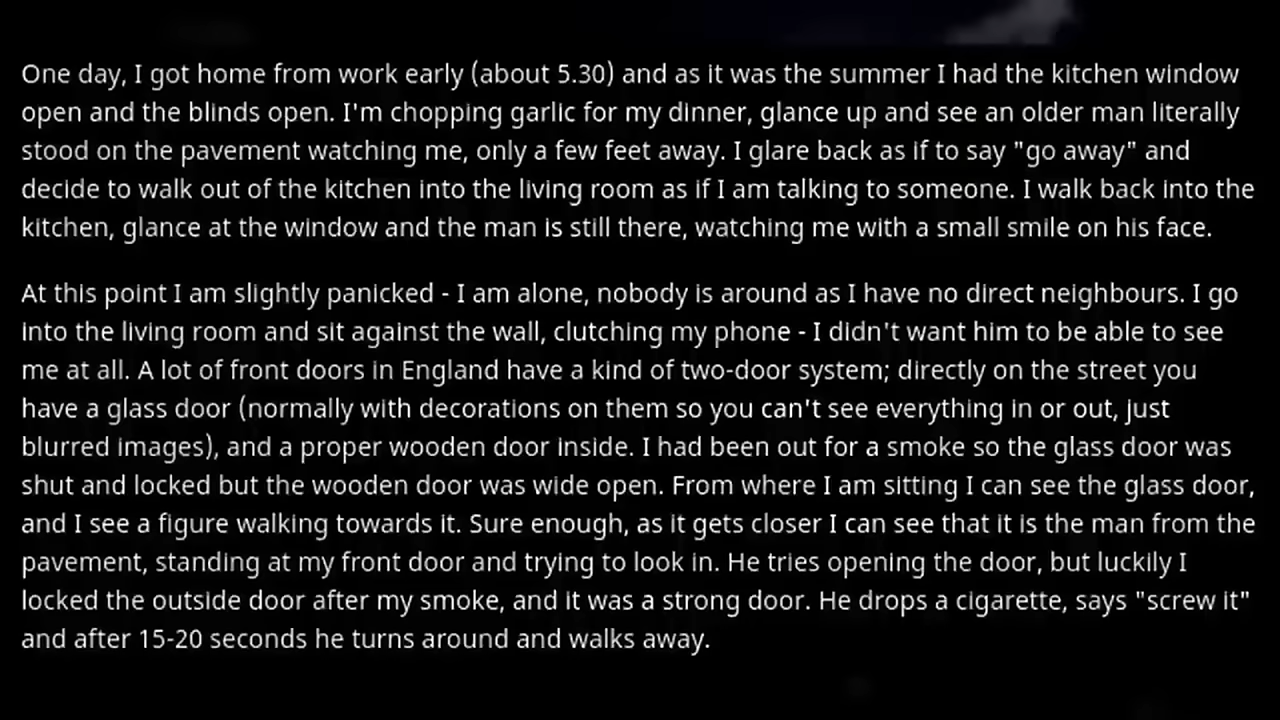 One day, I got home from work early (about 5.30) and as it was the summer I had the kitchen window
open and the blinds open. I'm chopping garlic for my dinner, glance up and see an older man literally
stood on the pavement watching me, only a few feet away. I glare back as if to say "go away" and
decide to walk out of the kitchen into the living room as if I am talking to someone. I walk back into the
kitchen, glance at the window and the man is still there, watching me with a small smile on his face.
At this point I am slightly panicked - I am alone, nobody is around as I have no direct neighbours. I go
into the living room and sit against the wall, clutching my phone - I didn't want him to be able to see
me at all. A lot of front doors in England have a kind of two-door system; directly on the street you
have a glass door (normally with decorations on them so you can't see everything in or out, just
blurred images), and a proper wooden door inside. I had been out for a smoke so the glass door was
shut and locked but the wooden door was wide open. From where I am sitting I can see the glass door,
and I see a figure walking towards it. Sure enough, as it gets closer I can see that it is the man from the
pavement, standing at my front door and trying to look in. He tries opening the door, but luckily I
locked the outside door after my smoke, and it was a strong door. He drops a cigarette, says "screw it"
and after 15-20 seconds he turns around and walks away.